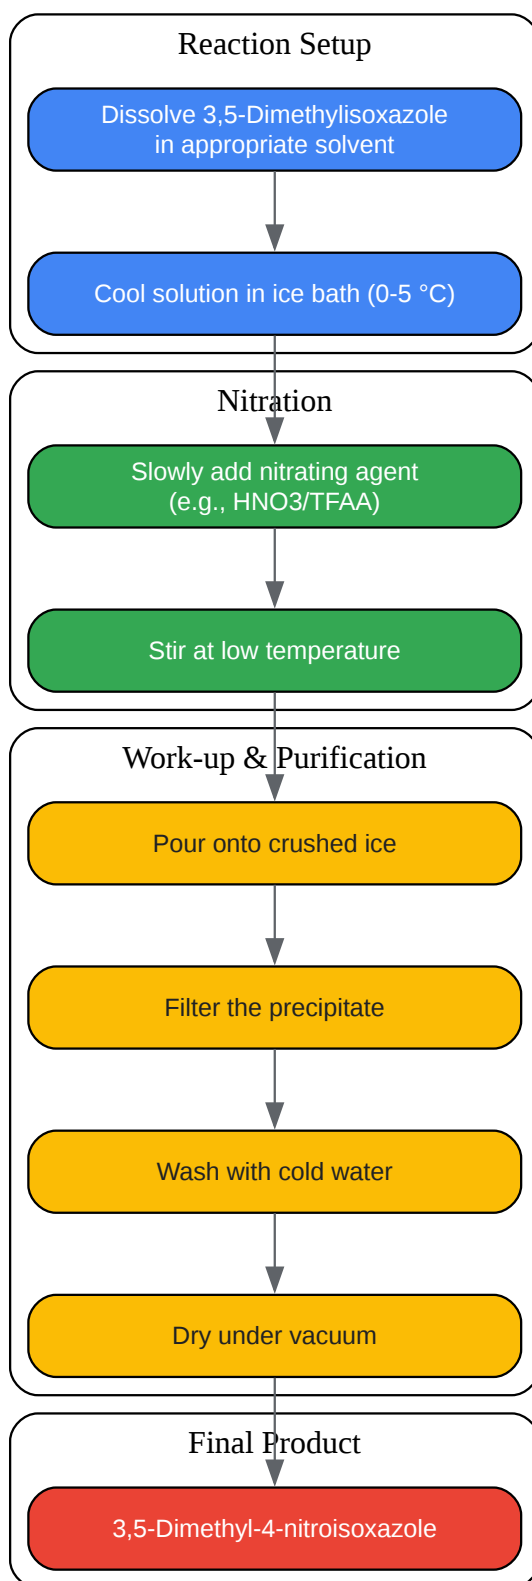 Reaction Setup
Dissolve 3,5-Dimethylisoxazole
in appropriate solvent
Cool solution in ice bath (0-5 °C)
Nitration
Slowly add nitrating agent
(e.g., HNO3/TFAA)
Stir at low temperature
Work-up & Purification
Pour onto crushed ice
Filter the precipitate
Wash with cold water
Dry under vacuum
Final Product
3,5-Dimethyl-4-nitroisoxazole